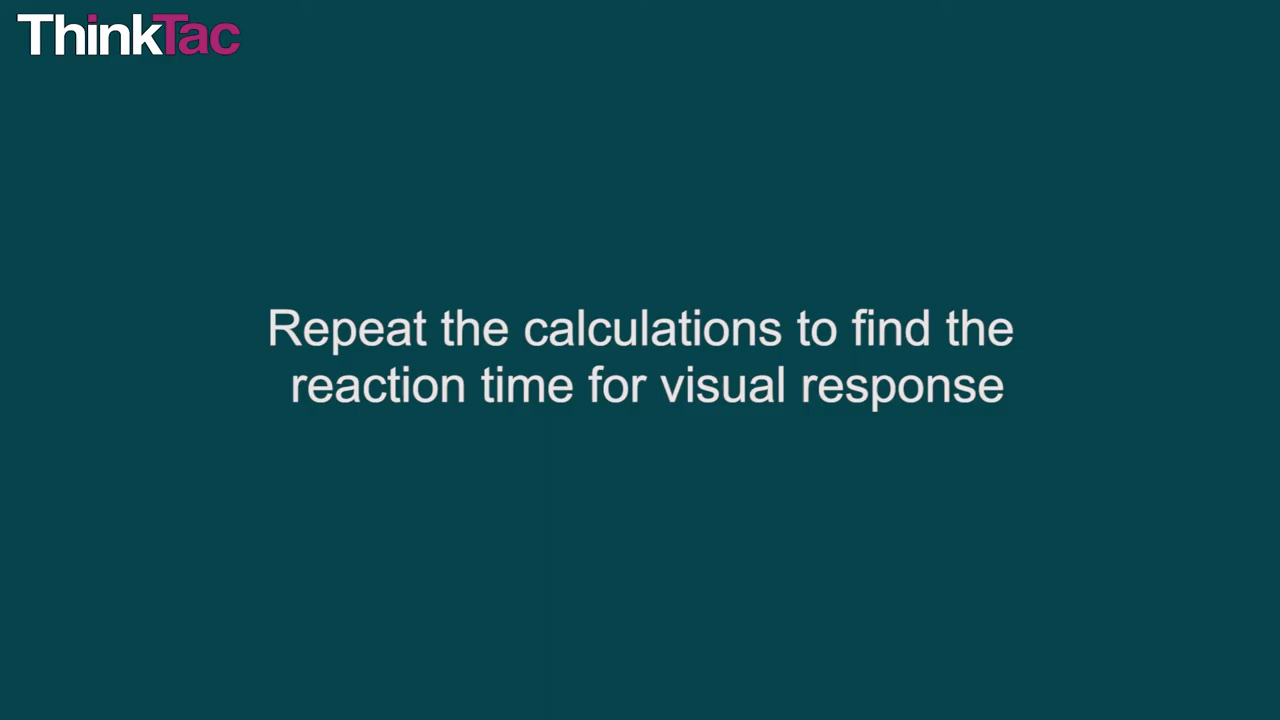 ThinkTac
Repeat the calculations to find the
reaction time for visual response